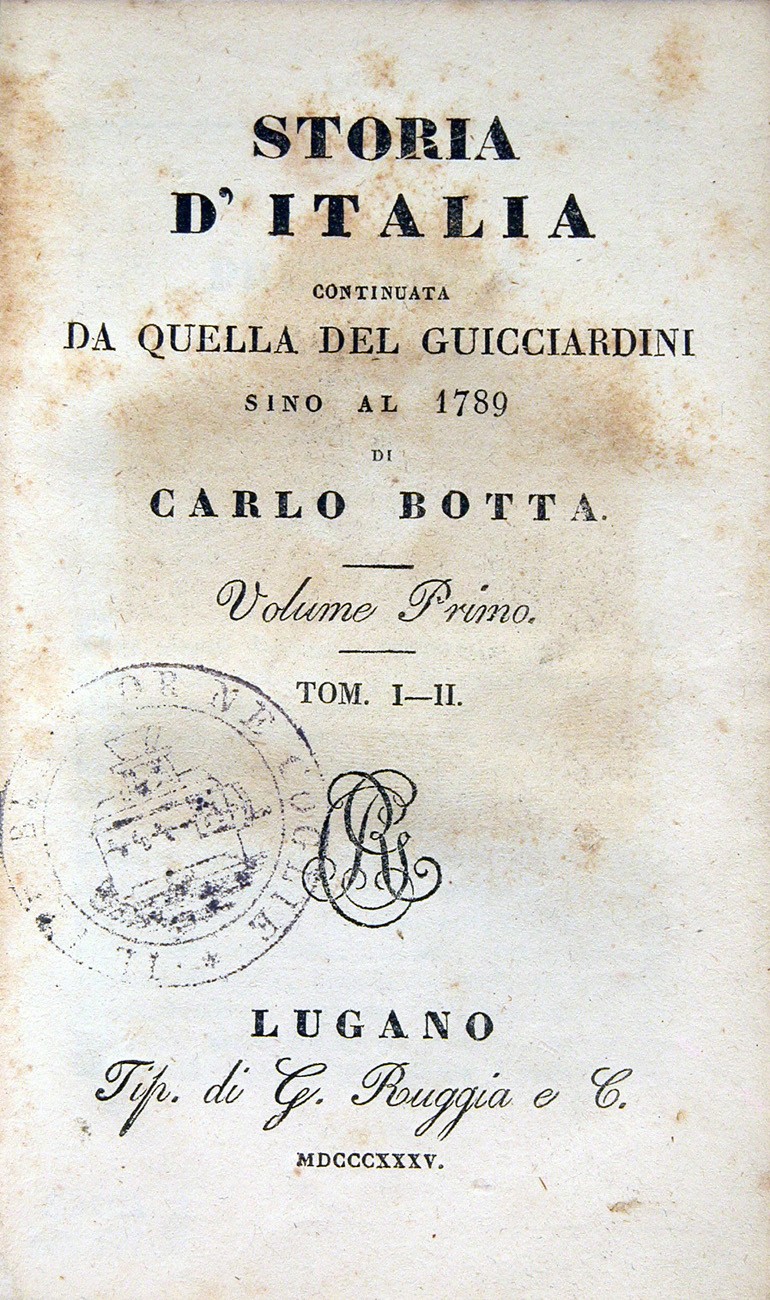 STORIA
D'ITALIA
CONTINUATA
DA QUELLA DEL GUICCIARDINI
SINO AL 1789
DI
CARLO BOTTA.
Volume Primo.
TOM. I—II.
LUGANO
Tip. di G. Ruggia e C.
MDCCCXXXV.